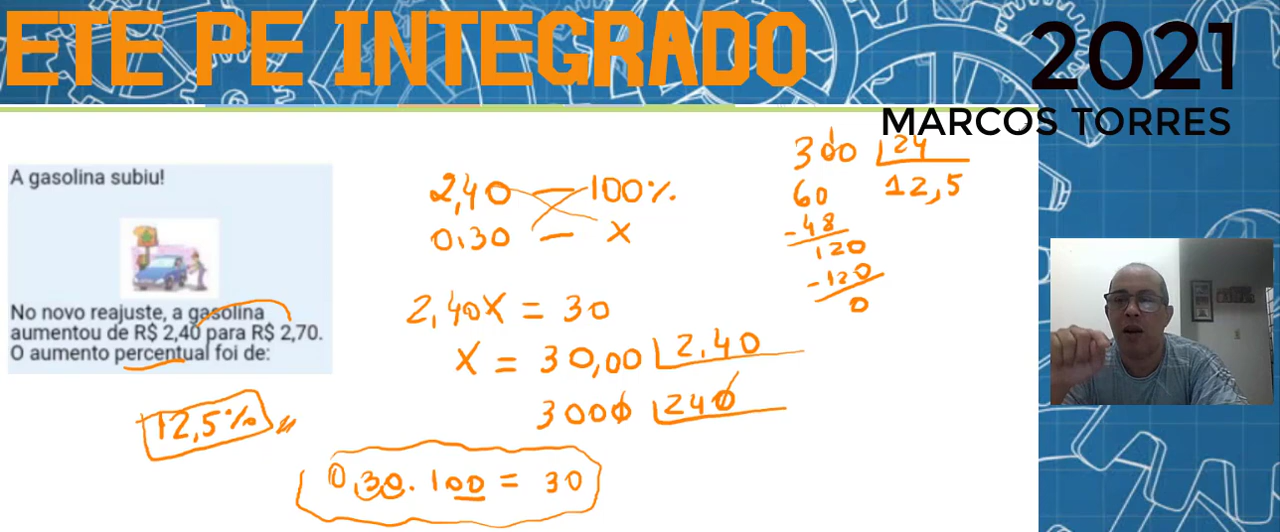 ETE PE INTEGRADO
2021
MARCOS TORRES
A gasolina subiu!
No novo reajuste, a gasolina
aumentou de R$ 2,40 para R$ 2,70.
O aumento percentual foi de:
12,5%
2,40 — 100%
0,30 — X
2,40X = 30
X = 30,00 2,40
3000 240
0,30.100 = 30
300 24
60 12,5
-48
120
-120
0